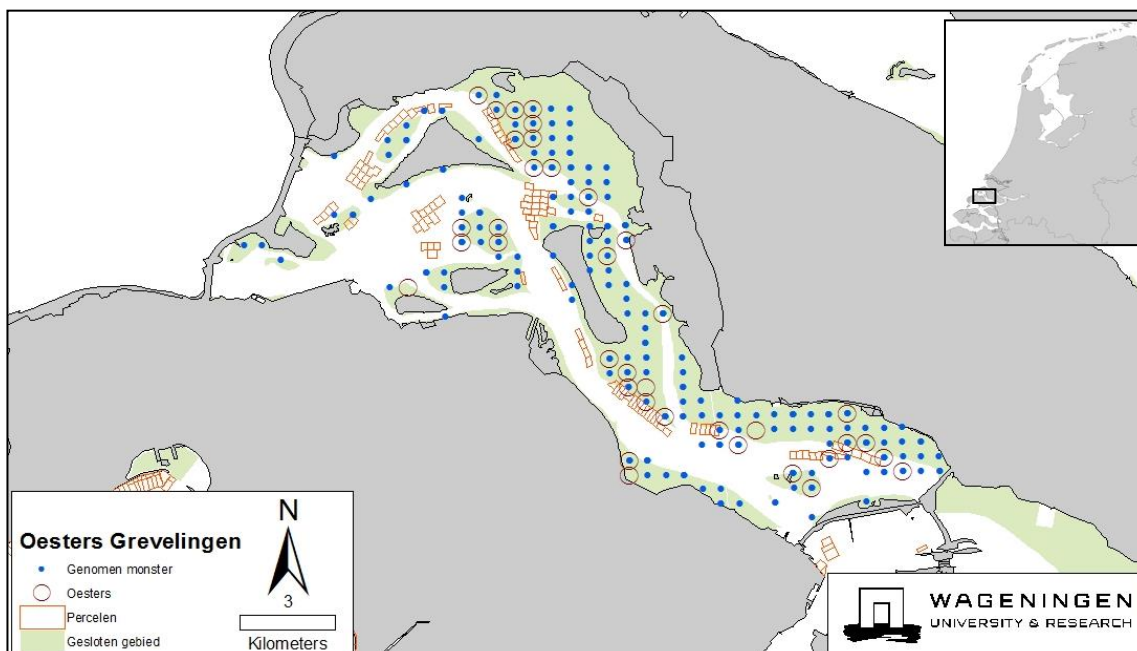 Oesters Grevelingen
Genomen monster
Oesters
Percelen
Gesloten gebied
N
3
Kilometers
WAGENINGEN
UNIVERSITY & RESEARCH